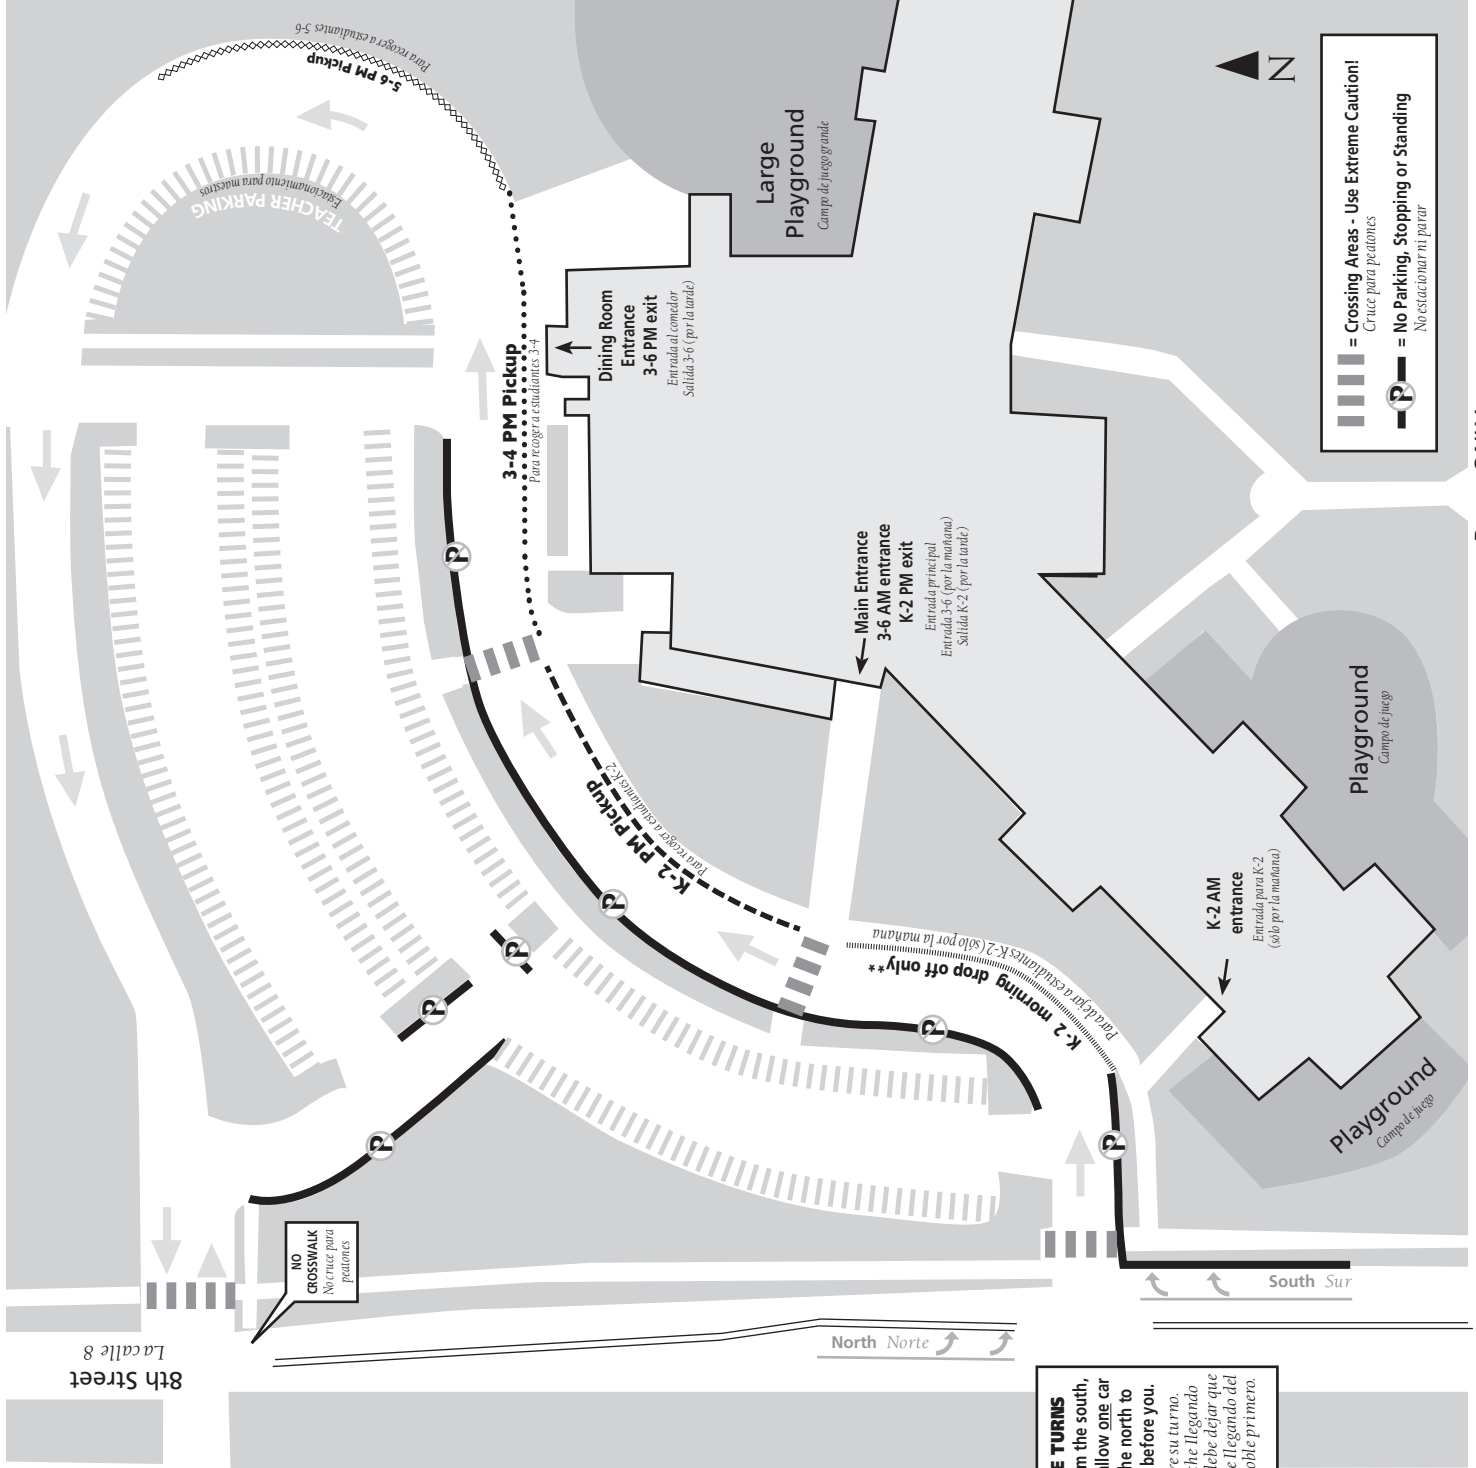 Para recoger a estudiantes 5-6
5-6 PM Pickup
TEACHER PARKING
Estacionamiento para maestros
Large
Playground
Campo de juego grande
N
= Crossing Areas - Use Extreme Caution!
Cruce para peatones
P = No Parking, Stopping or Standing
No estacionar ni parar
Dining Room
Entrance
3-6 PM exit
Entrada al comedor
Salida 3-6 (por la tarde)
3-4 PM Pickup
Para recoger a estudiantes 3-4
Main Entrance
3-6 AM entrance
K-2 PM exit
Entrada principal
Entrada 3-6 (por la mañana)
Salida K-2 (por la tarde)
P
K-2 PM Pickup
Para recoger a estudiantes K-2
P
P
P
K-2 morning drop off only**
Para dejar a estudiantes K-2 (sólo por la mañana
P
K-2 AM
entrance
Entrada para K-2
(sólo por la mañana)
Playground
Campo de juego
Playground
Campo de juego
P
P
NO
CROSSWALK
No cruce para
peatones
8th Street
La calle 8
North Norte
South Sur
E TURNS
m the south,
allow one car
he north to
before you.
re su turno.
he llegando
debe dejar que
e llegando del
oble primero.